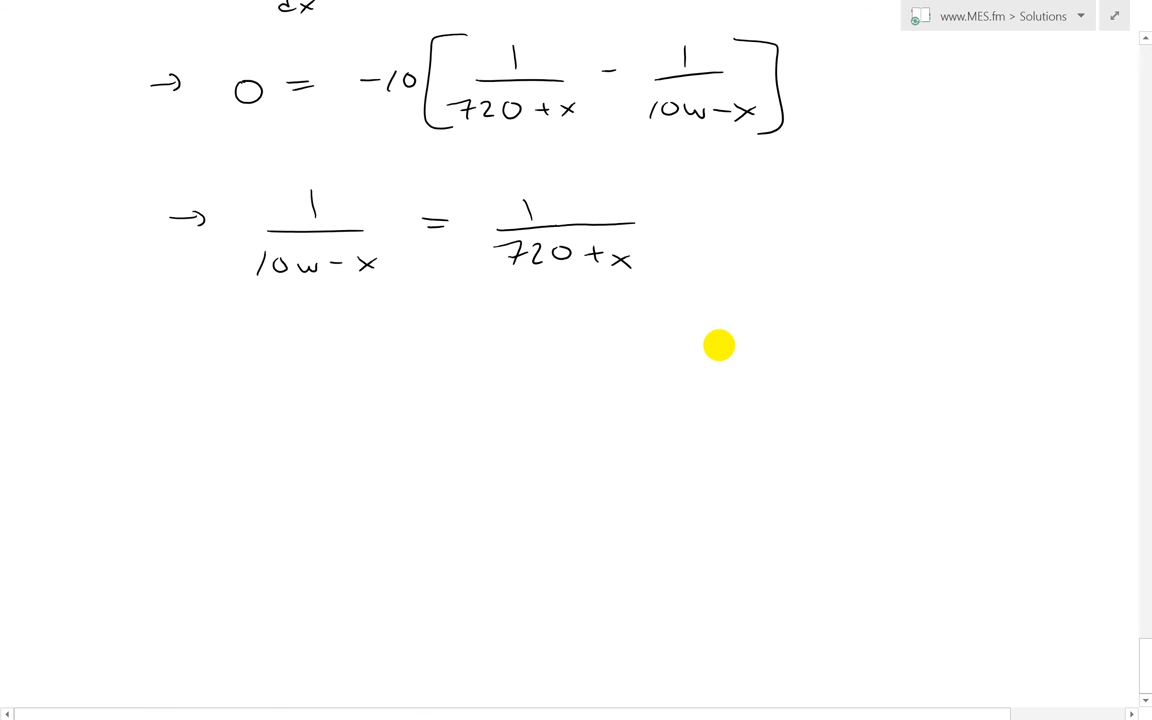 www.MES.fm > Solutions
dx
→ 0 = -10[1/(720+x) - 1/(10w-x)]
→ 1/(10w-x) = 1/(720+x)